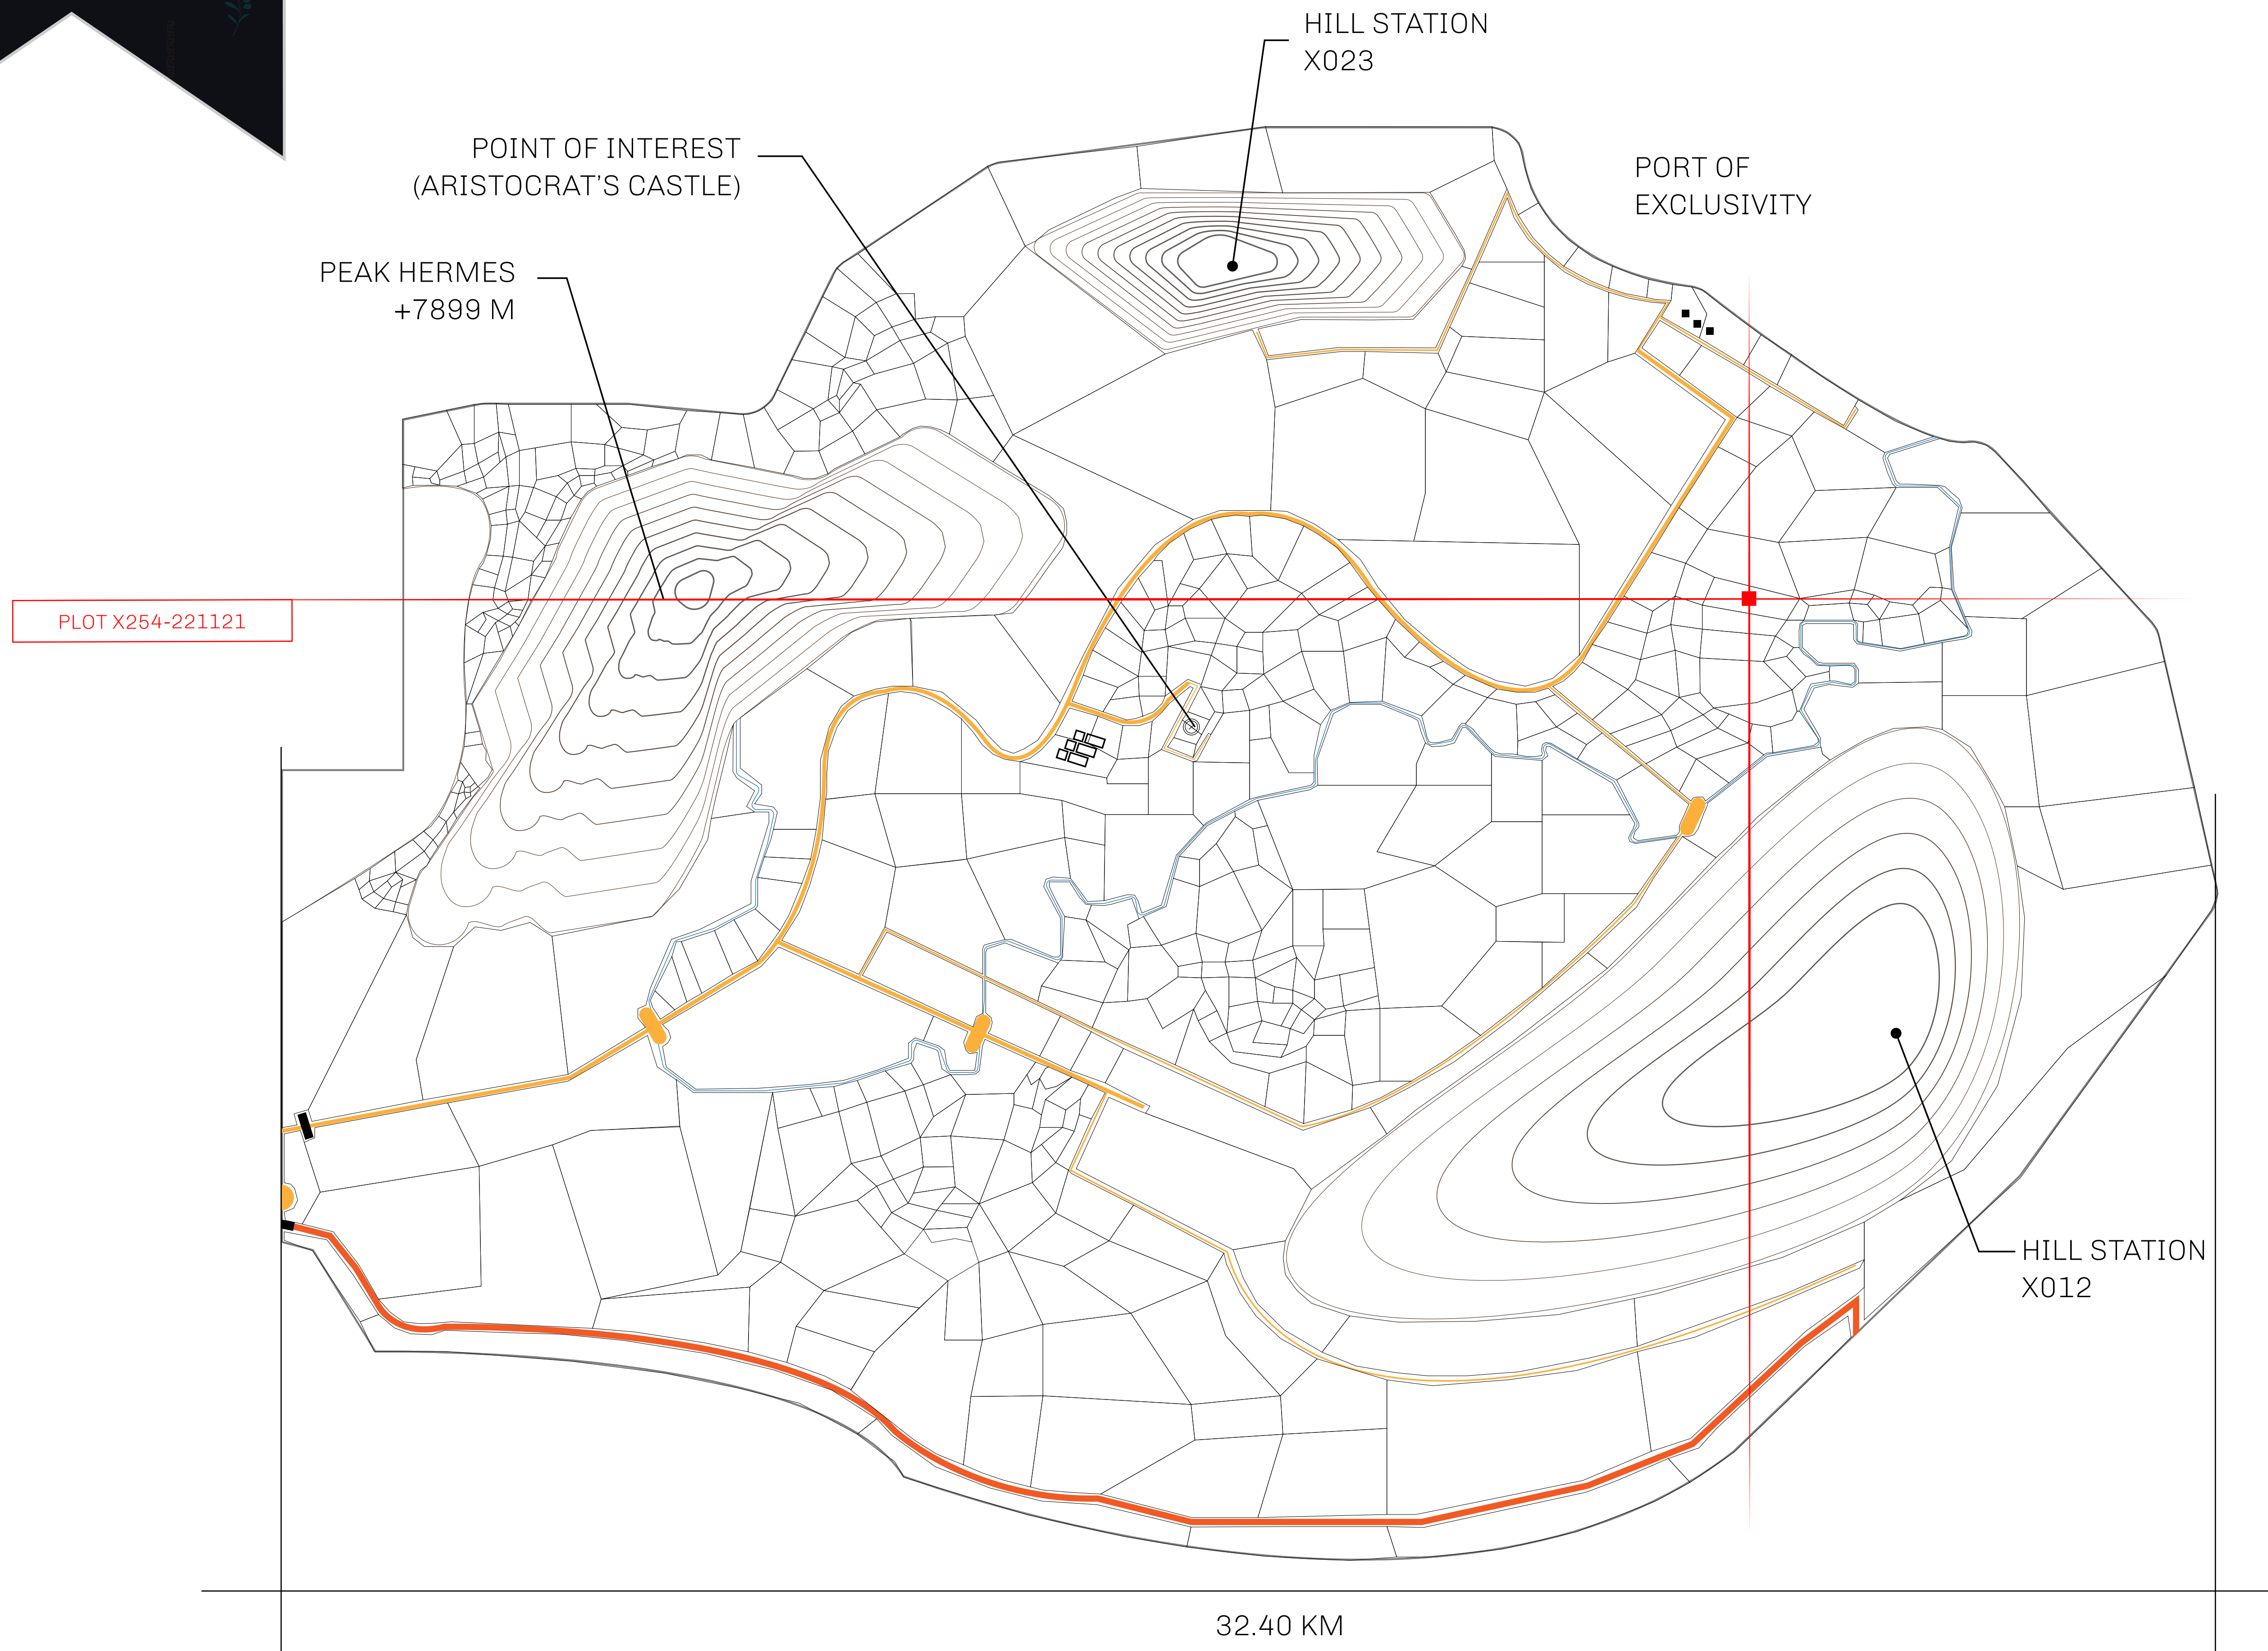 HILL STATION
X023
POINT OF INTEREST
(ARISTOCRAT'S CASTLE)
PORT OF
EXCLUSIVITY
PEAK HERMES
+7899 M
PLOT X254-221121
HILL STATION
X012
32.40 KM